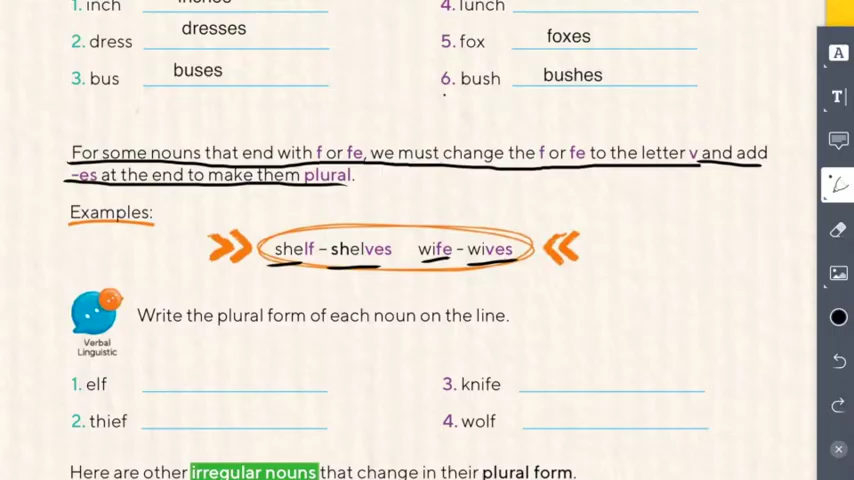 1. inch inches 4. lunch
2. dress dresses 5. fox foxes
3. bus buses 6. bush bushes
For some nouns that end with f or fe, we must change the f or fe to the letter v and add
-es at the end to make them plural.
Examples:
shelf – shelves wife – wives
Write the plural form of each noun on the line.
Verbal
Linguistic
1. elf 3. knife
2. thief 4. wolf
Here are other irregular nouns that change in their plural form.
A
T